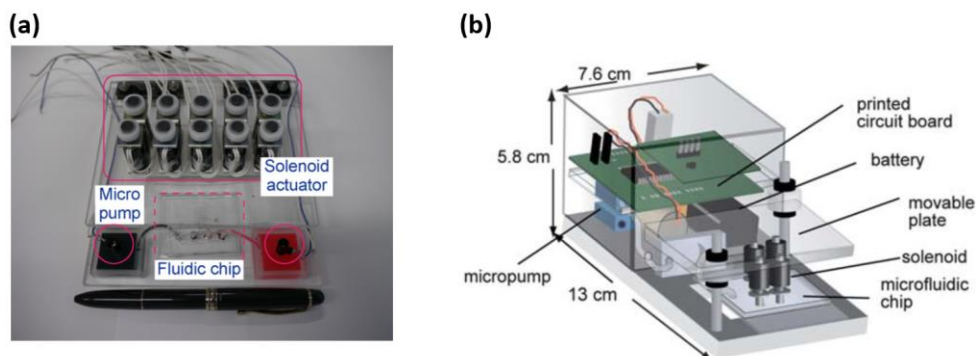 (a)
Micro
pump
Solenoid
actuator
Fluidic chip
(b)
7.6 cm
5.8 cm
13 cm
printed
circuit board
battery
movable
plate
solenoid
microfluidic
chip
micropump